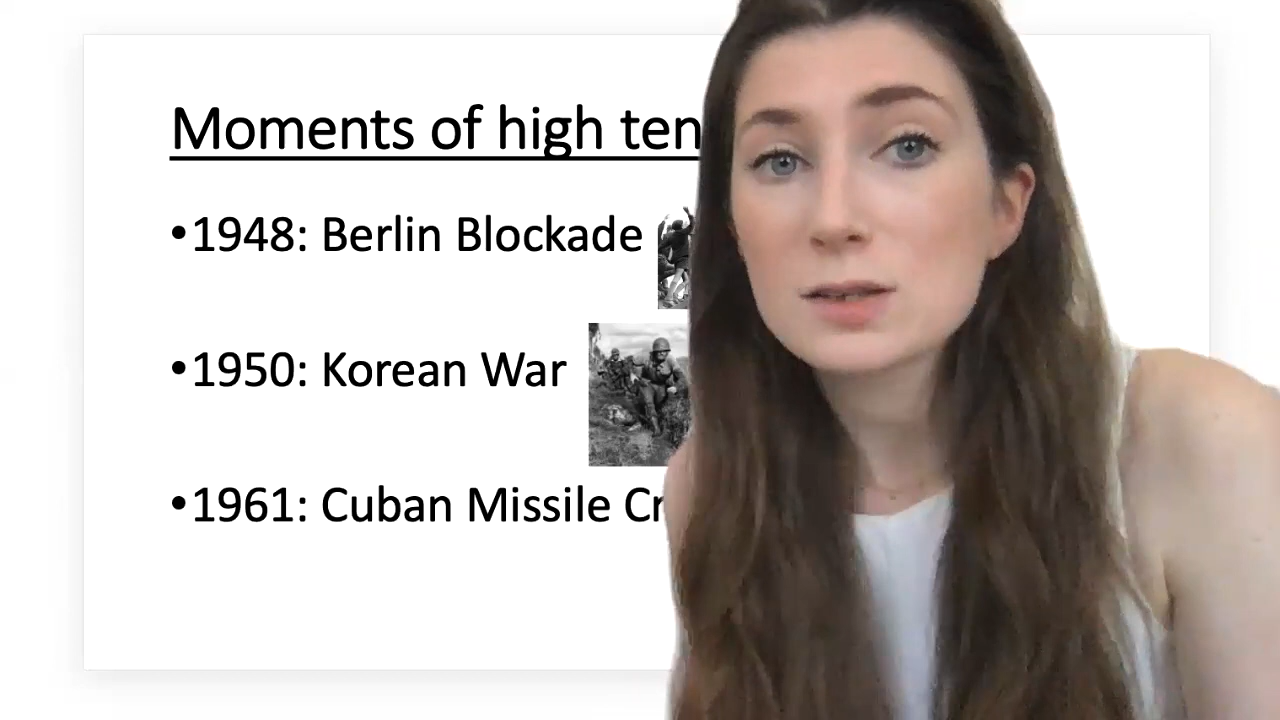 Moments of high ten
•1948: Berlin Blockade
•1950: Korean War
•1961: Cuban Missile Cr